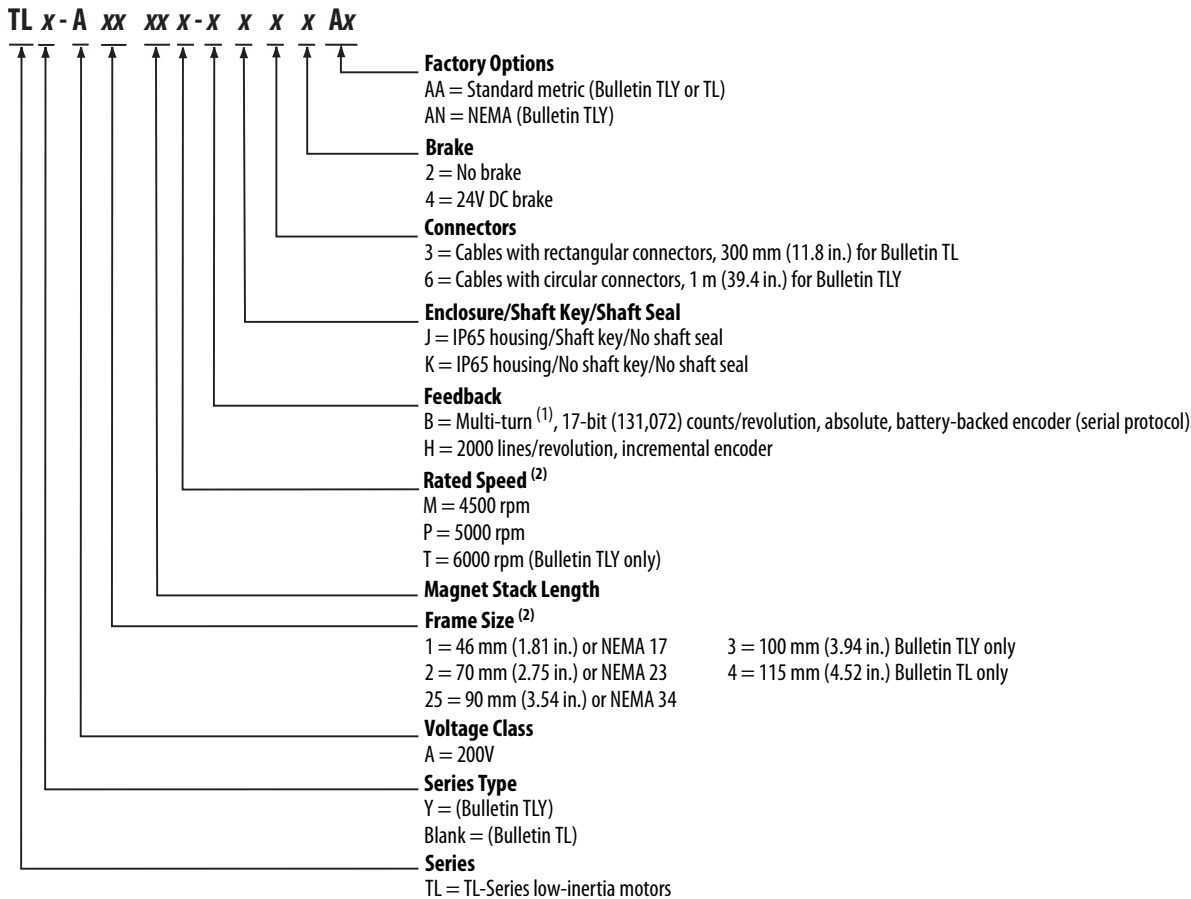 TL x - A xx xx x - x x x x Ax
Factory Options
AA = Standard metric (Bulletin TLY or TL)
AN = NEMA (Bulletin TLY)
Brake
2 = No brake
4 = 24V DC brake
Connectors
3 = Cables with rectangular connectors, 300 mm (11.8 in.) for Bulletin TL
6 = Cables with circular connectors, 1 m (39.4 in.) for Bulletin TLY
Enclosure/Shaft Key/Shaft Seal
J = IP65 housing/Shaft key/No shaft seal
K = IP65 housing/No shaft key/No shaft seal
Feedback
B = Multi-turn (1), 17-bit (131,072) counts/revolution, absolute, battery-backed encoder (serial protocol)
H = 2000 lines/revolution, incremental encoder
Rated Speed (2)
M = 4500 rpm
P = 5000 rpm
T = 6000 rpm (Bulletin TLY only)
Magnet Stack Length
Frame Size (2)
1 = 46 mm (1.81 in.) or NEMA 17 3 = 100 mm (3.94 in.) Bulletin TLY only
2 = 70 mm (2.75 in.) or NEMA 23 4 = 115 mm (4.52 in.) Bulletin TL only
25 = 90 mm (3.54 in.) or NEMA 34
Voltage Class
A = 200V
Series Type
Y = (Bulletin TLY)
Blank = (Bulletin TL)
Series
TL = TL-Series low-inertia motors